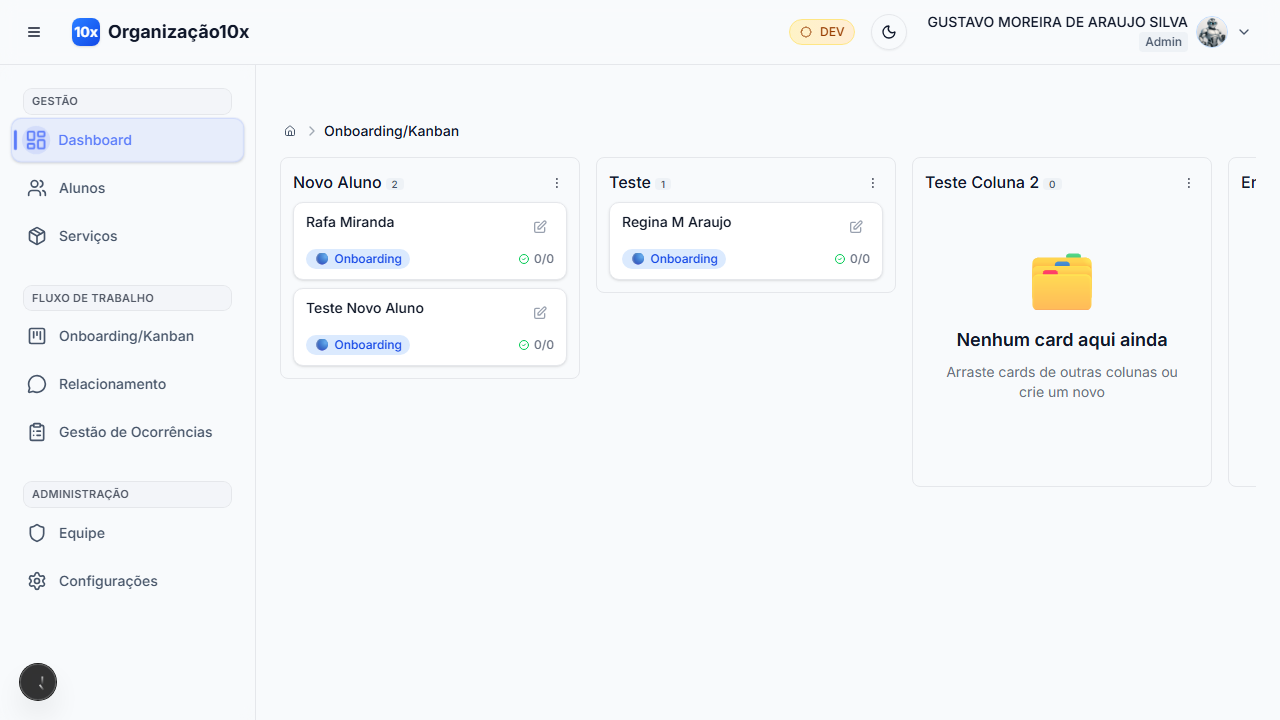 10x Organização10x
DEV
GUSTAVO MOREIRA DE ARAUJO SILVA
Admin
GESTÃO
Dashboard
Alunos
Serviços
FLUXO DE TRABALHO
Onboarding/Kanban
Relacionamento
Gestão de Ocorrências
ADMINISTRAÇÃO
Equipe
Configurações
Onboarding/Kanban
Novo Aluno 2
Rafa Miranda
Onboarding 0/0
Teste Novo Aluno
Onboarding 0/0
Teste 1
Regina M Araujo
Onboarding 0/0
Teste Coluna 2 0
Nenhum card aqui ainda
Arraste cards de outras colunas ou
crie um novo